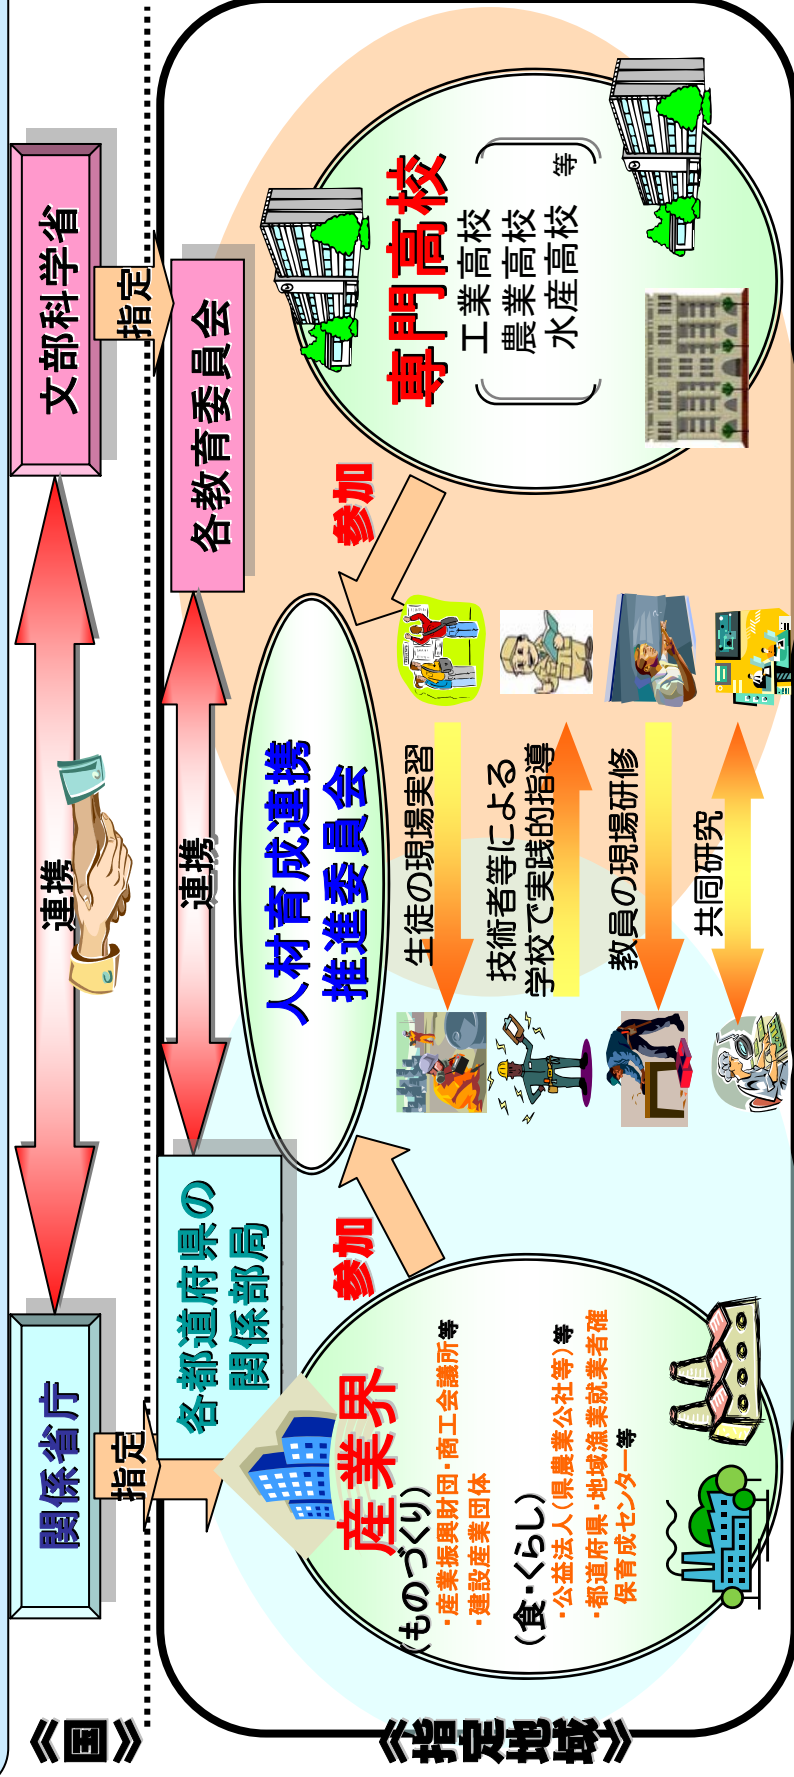 《国》
関係省庁
連携
文部科学省
指定
指定
《指定地域》
各都道府県の
関係部局
連携
各教育委員会
人材育成連携
推進委員会
参加
参加
産業界
(ものづくり)
・産業振興財団・商工会議所等
・建設産業団体
(食・くらし)
・公益法人(県農業公社等)等
・都道府県・地域漁業就業者確
保育成センター等
生徒の現場実習
技術者等による
学校で実践的指導
教員の現場研修
共同研究
専門高校
工業高校
農業高校
水産高校 等